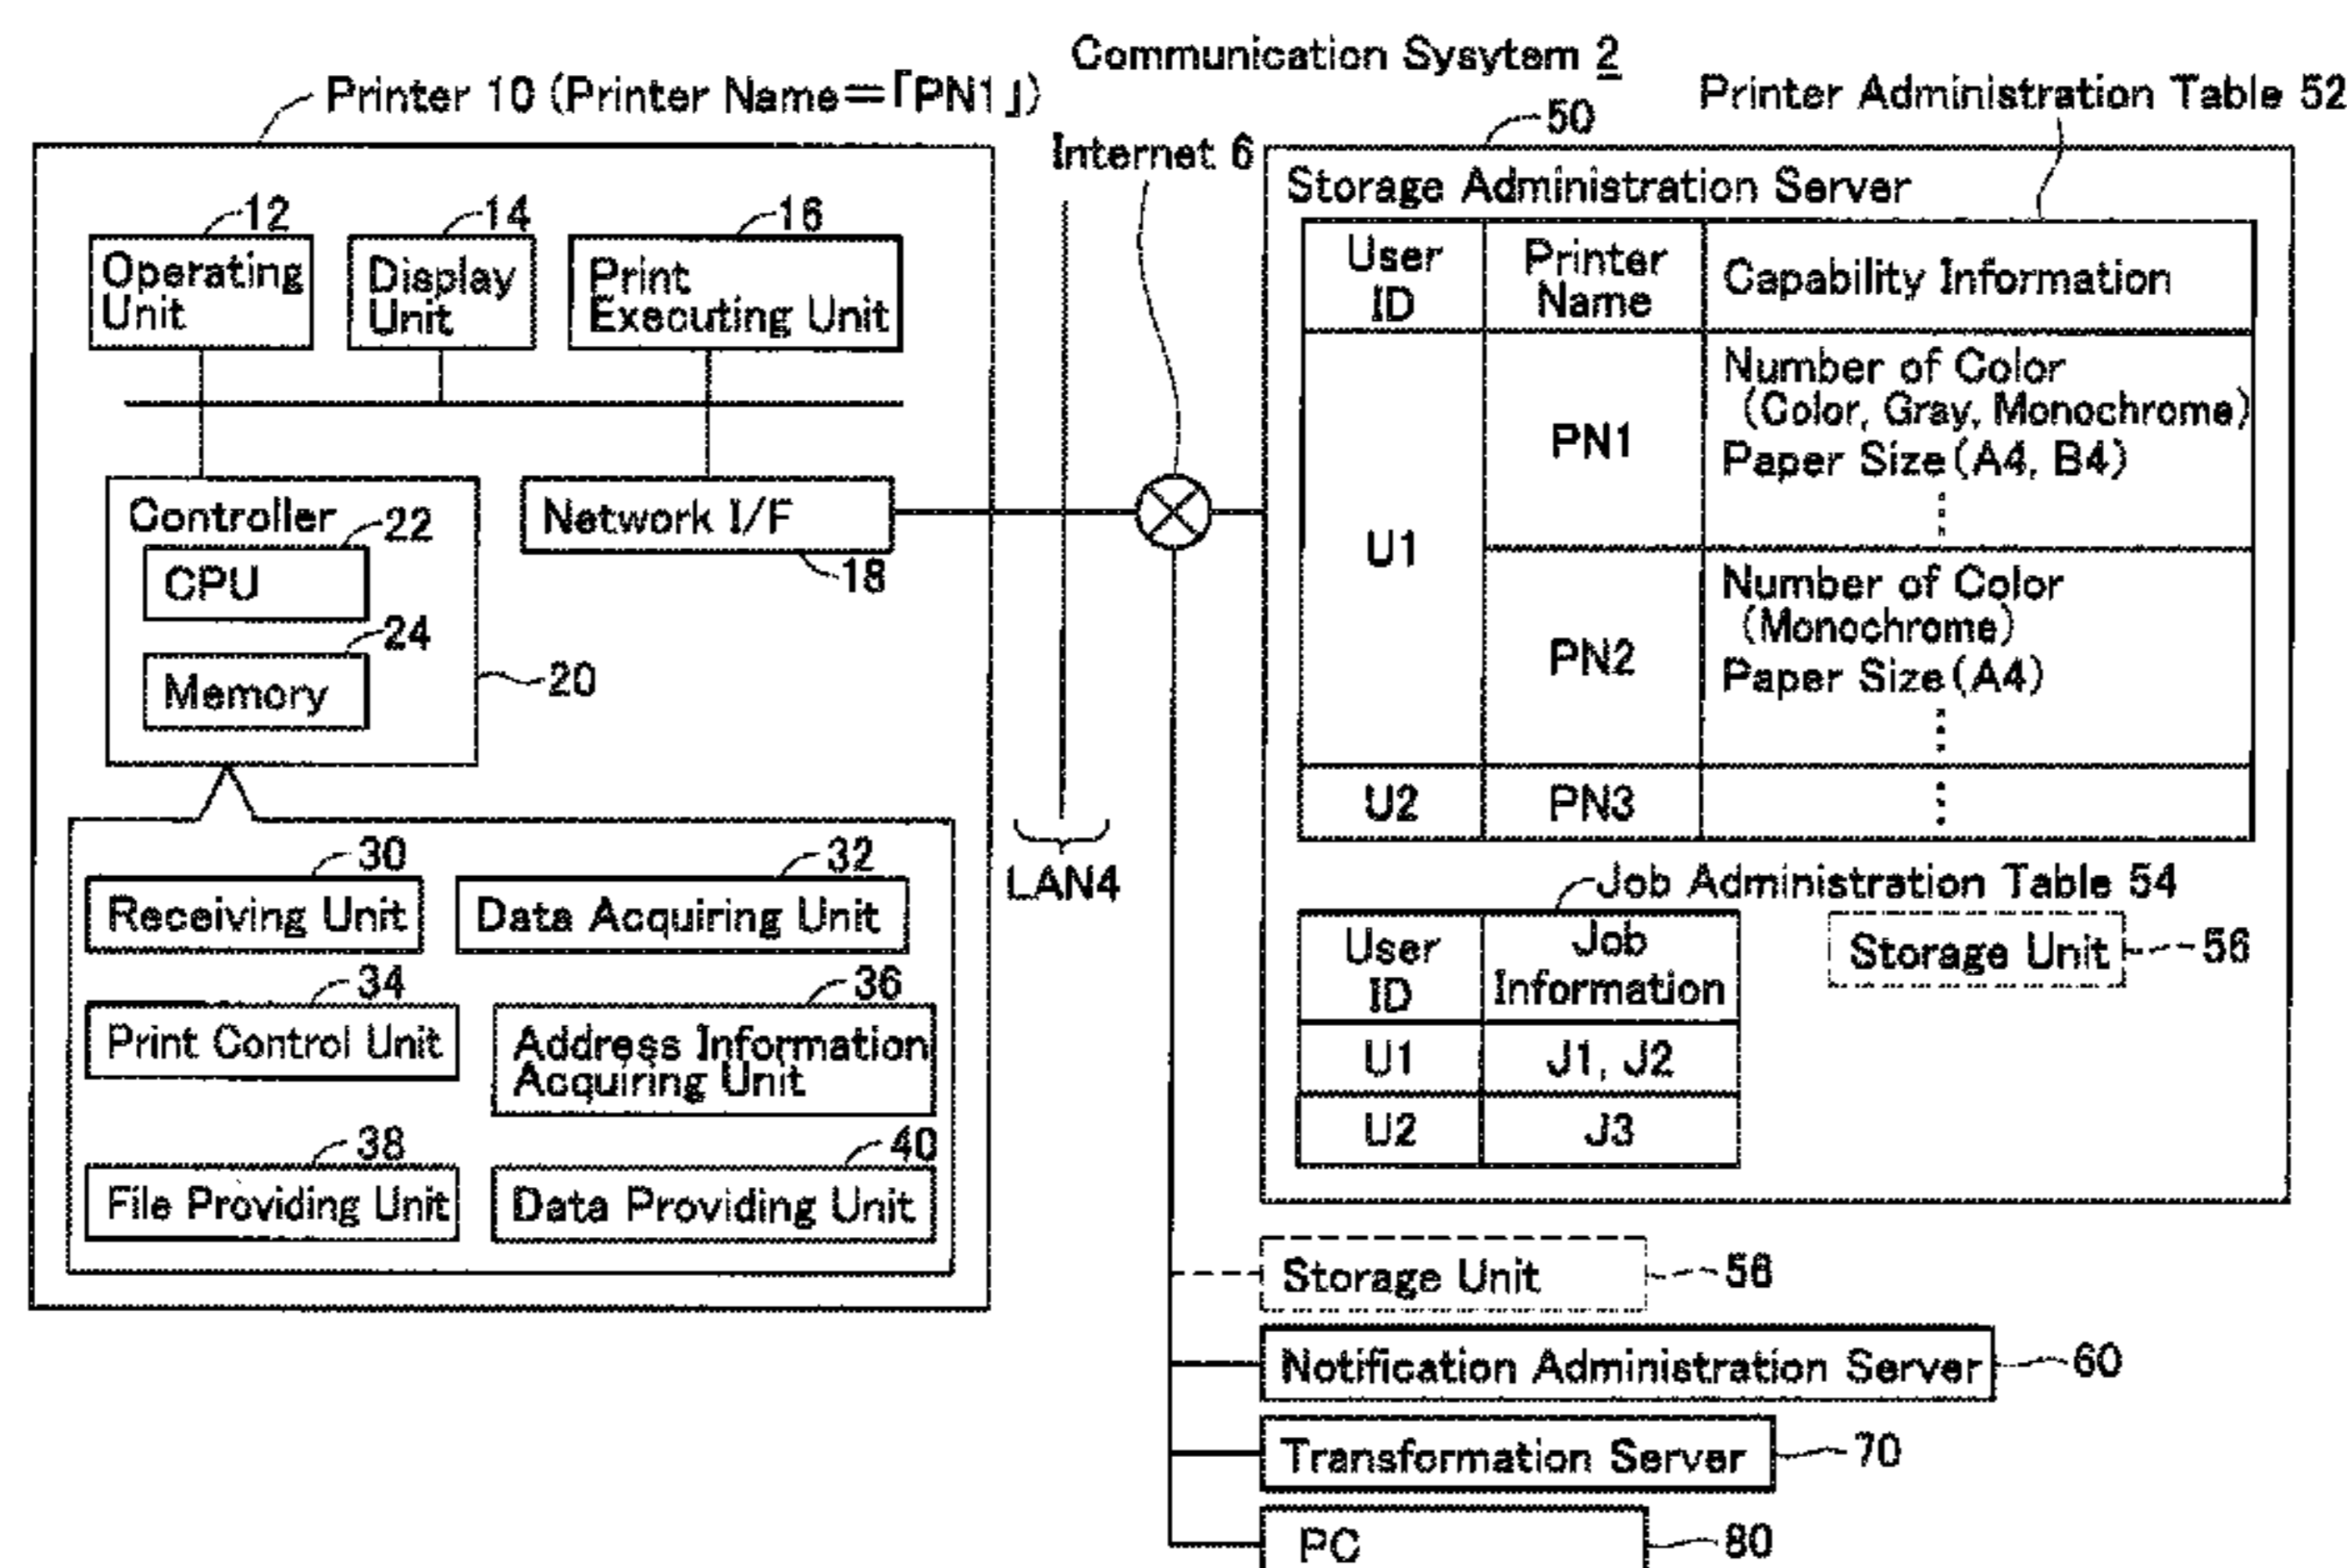 Communication Sysytem 2
Printer 10 (Printer Name=「PN1」)
Printer Administration Table 52
50
Internet 6
Storage Administration Server
12
14
16
Operating
Unit
Display
Unit
Print
Executing Unit
Controller
22
CPU
24
Memory
20
Network I/F
18
30
Receiving Unit
32
Data Acquiring Unit
34
Print Control Unit
36
Address Information
Acquiring Unit
38
File Providing Unit
40
Data Providing Unit
LAN4
User
ID
Printer
Name
Capability Information
U1
PN1
Number of Color
(Color, Gray, Monochrome)
Paper Size(A4, B4)
PN2
Number of Color
(Monochrome)
Paper Size(A4)
U2
PN3
Job Administration Table 54
User
ID
Job
Information
U1
J1, J2
U2
J3
Storage Unit
56
Storage Unit
56
Notification Administration Server
60
Transformation Server
70
PC
80